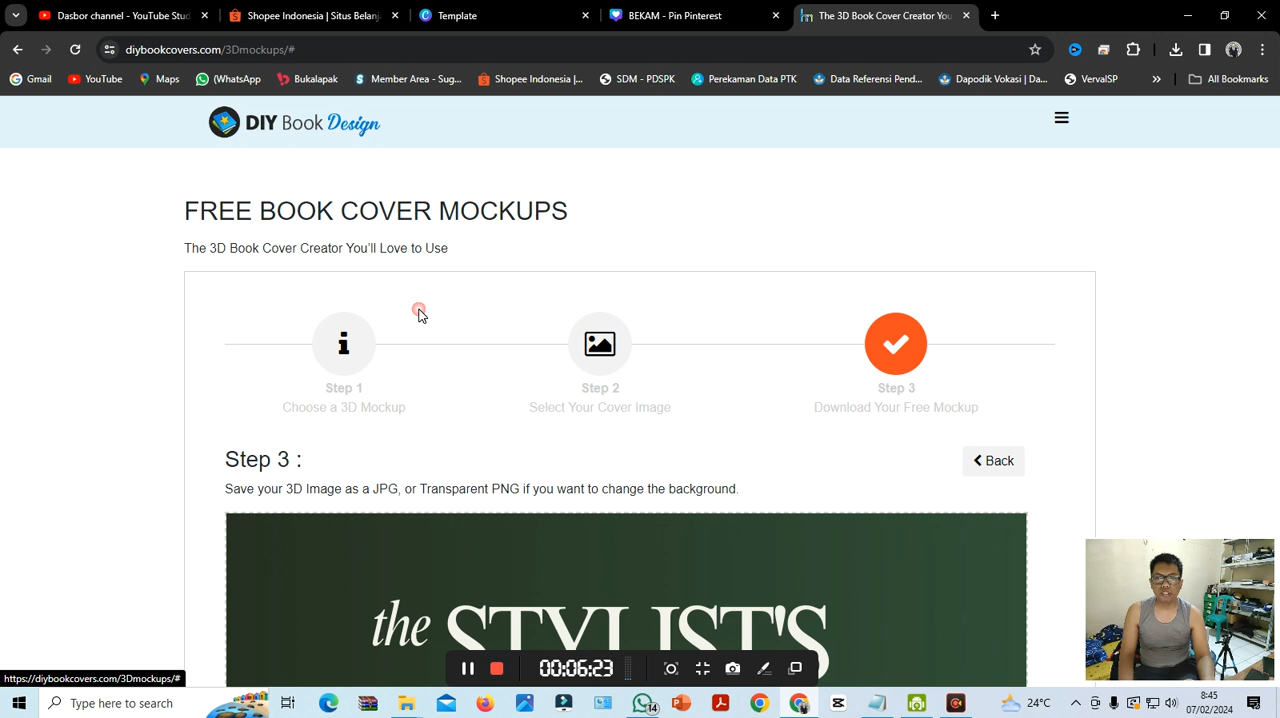 Dasbor channel - YouTube Stud
Shopee Indonesia | Situs Belanj
Template
BEKAM - Pin Pinterest
The 3D Book Cover Creator You
diybookcovers.com/3Dmockups/#
Gmail
YouTube
Maps
(WhatsApp
Bukalapak
Member Area - Sug...
Shopee Indonesia |...
SDM - PDSPK
Perekaman Data PTK
Data Referensi Pend...
Dapodik Vokasi | Da...
VervalSP
All Bookmarks
DIY Book Design
FREE BOOK COVER MOCKUPS
The 3D Book Cover Creator You'll Love to Use
Step 1
Choose a 3D Mockup
Step 2
Select Your Cover Image
Step 3
Download Your Free Mockup
Step 3 :
Back
Save your 3D Image as a JPG, or Transparent PNG if you want to change the background.
the STYLIST'S
00:06:23
https://diybookcovers.com/3Dmockups/#
Type here to search
14
24°C
8:45
07/02/2024